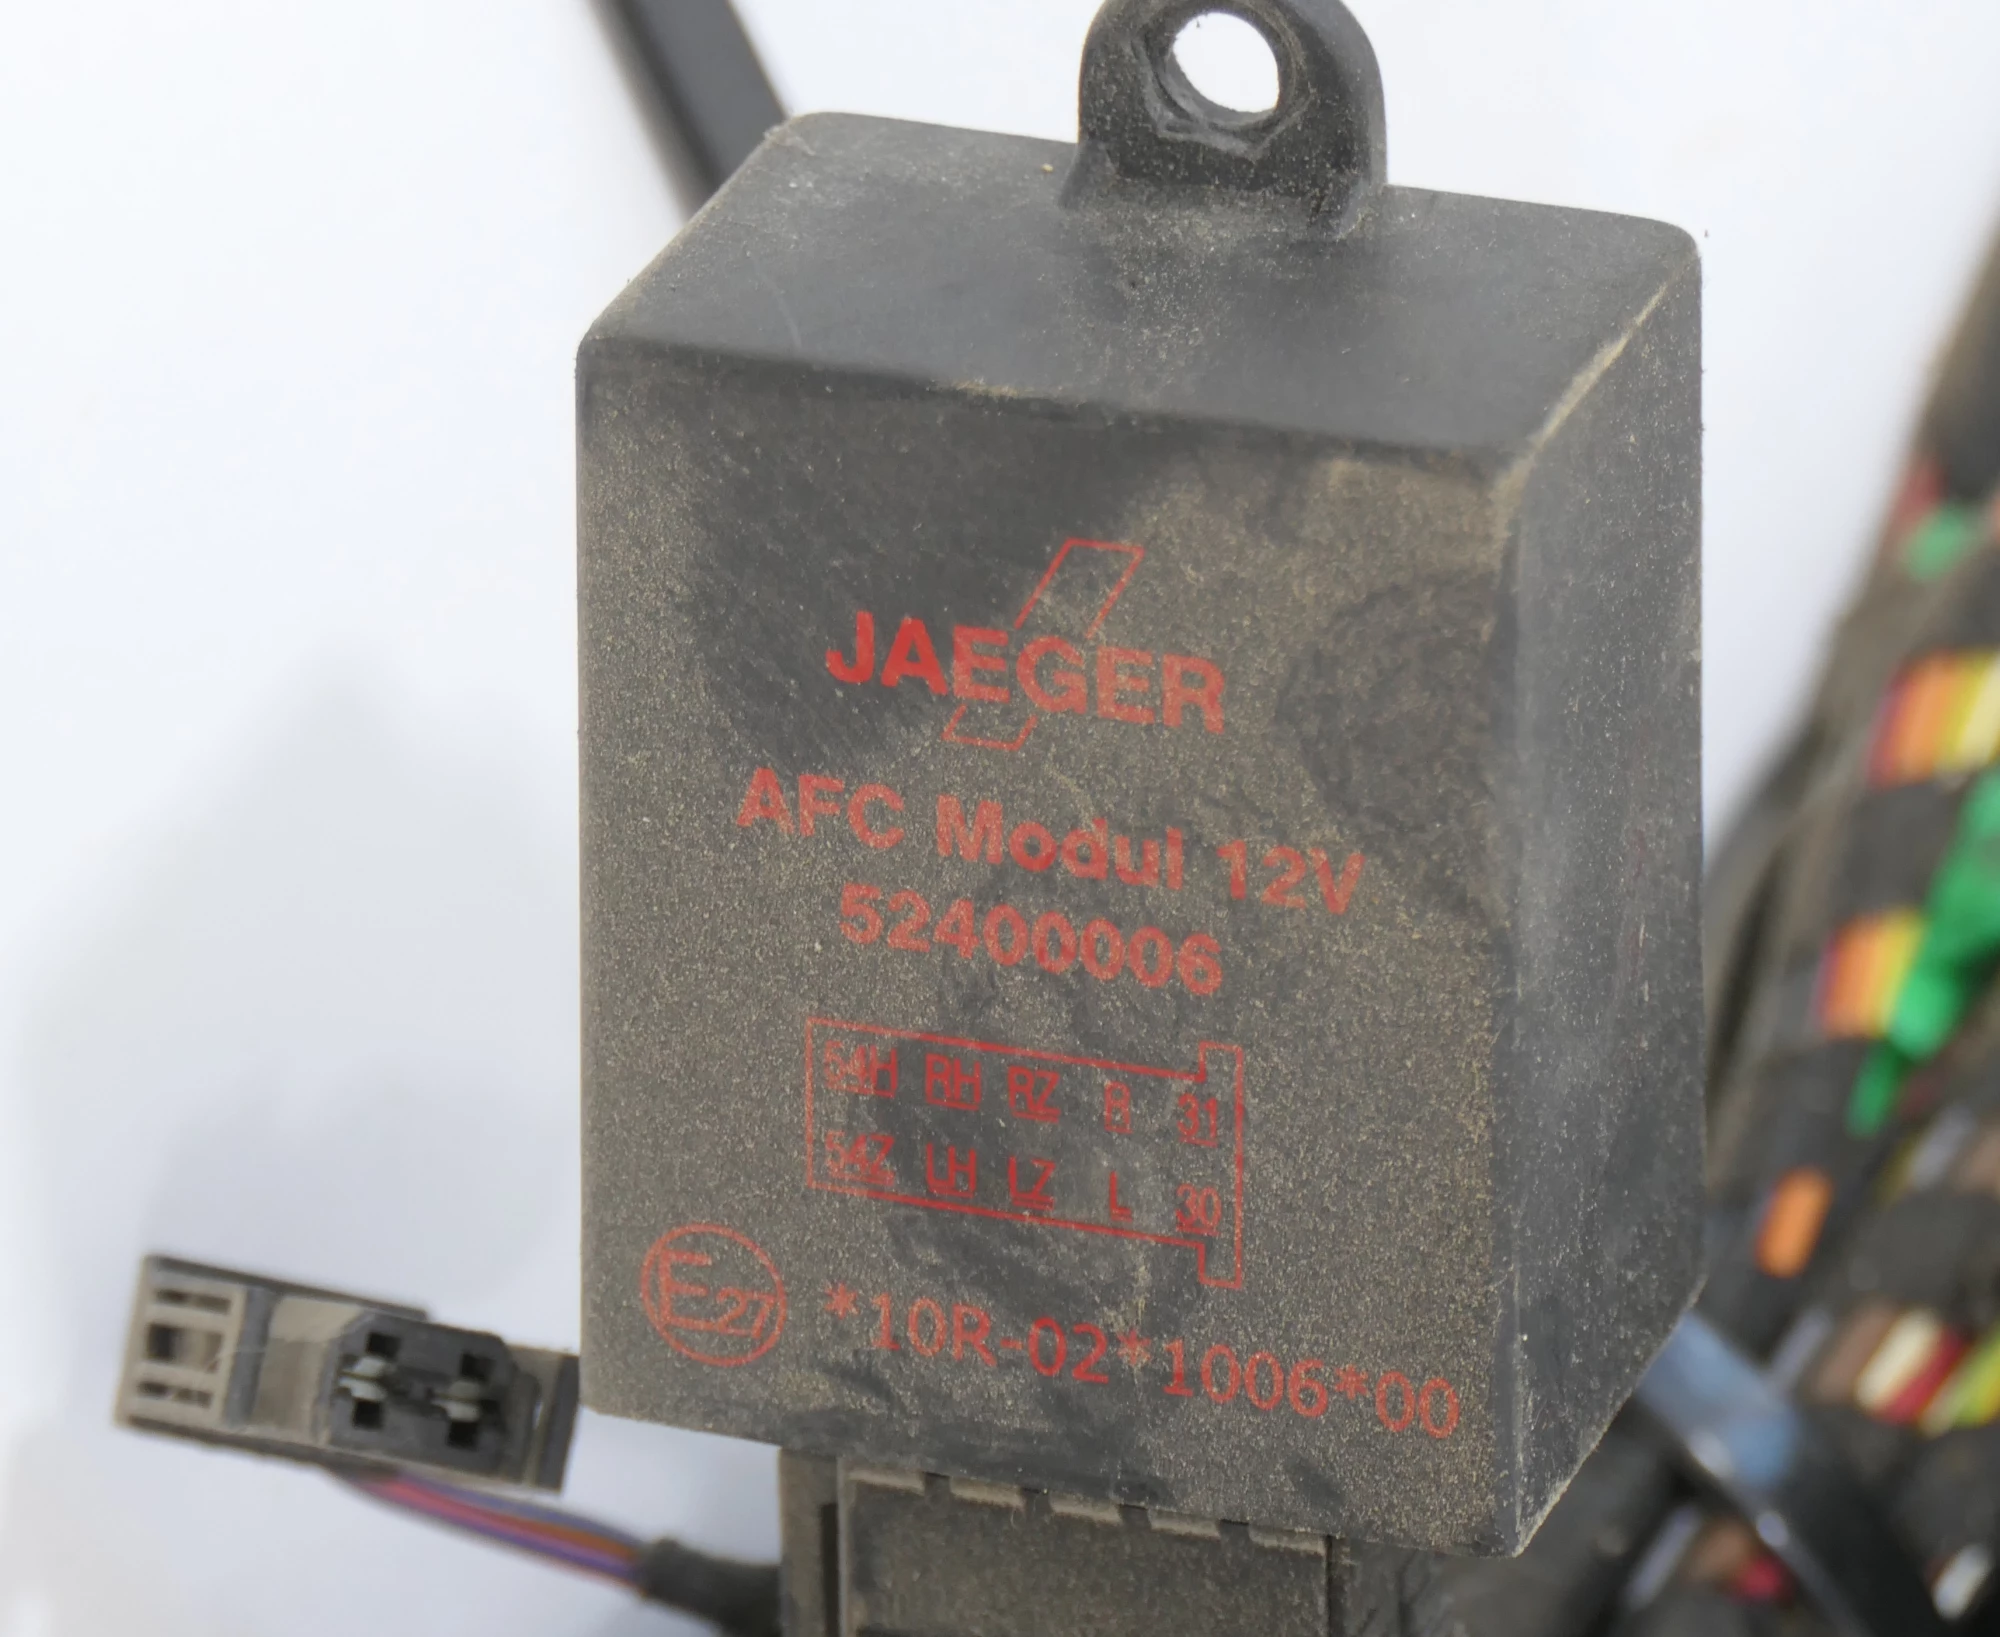 JAEGER
AFC Modul 12V
52400006
54H RH RZ R 31
54Z LH LZ L 30
E27 *10R-02*1006*00